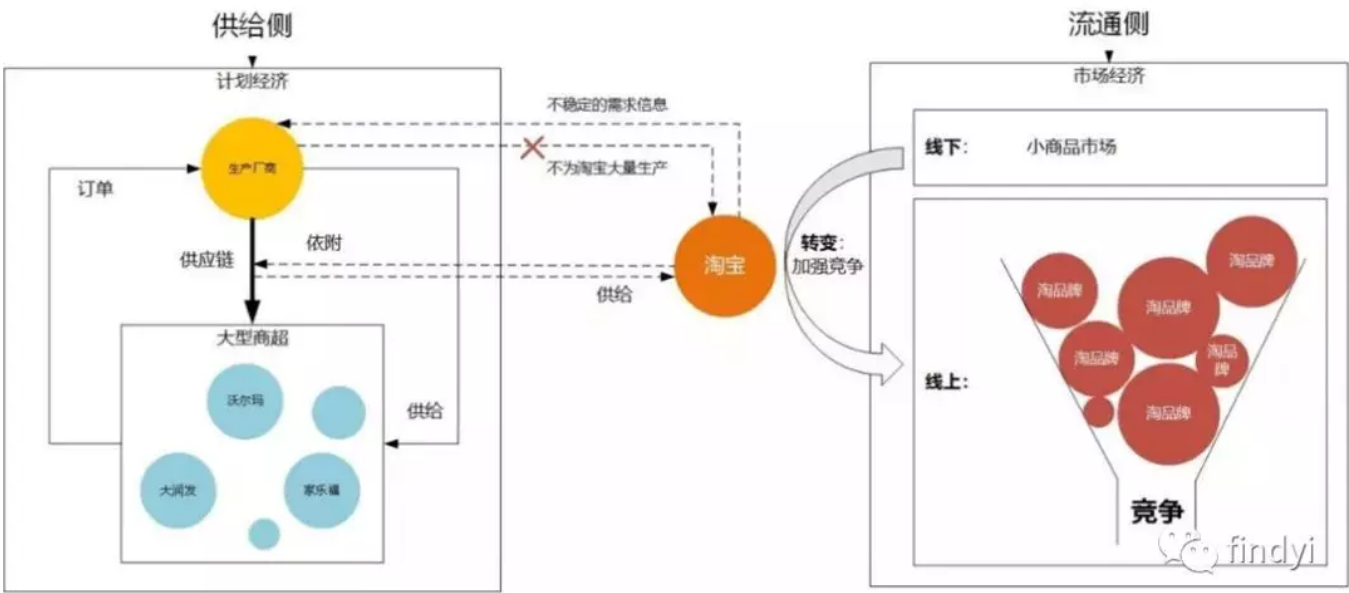 供给侧
计划经济
生产厂商
订单
供应链
依附
大型商超
沃尔玛
供给
大润发
家乐福
不稳定的需求信息
不为淘宝大量生产
淘宝
供给
转变:
加强竞争
流通侧
市场经济
线下:
小商品市场
线上:
淘品牌
淘品牌
淘品牌
淘品牌
淘品
牌
淘品牌
竞争
findyi